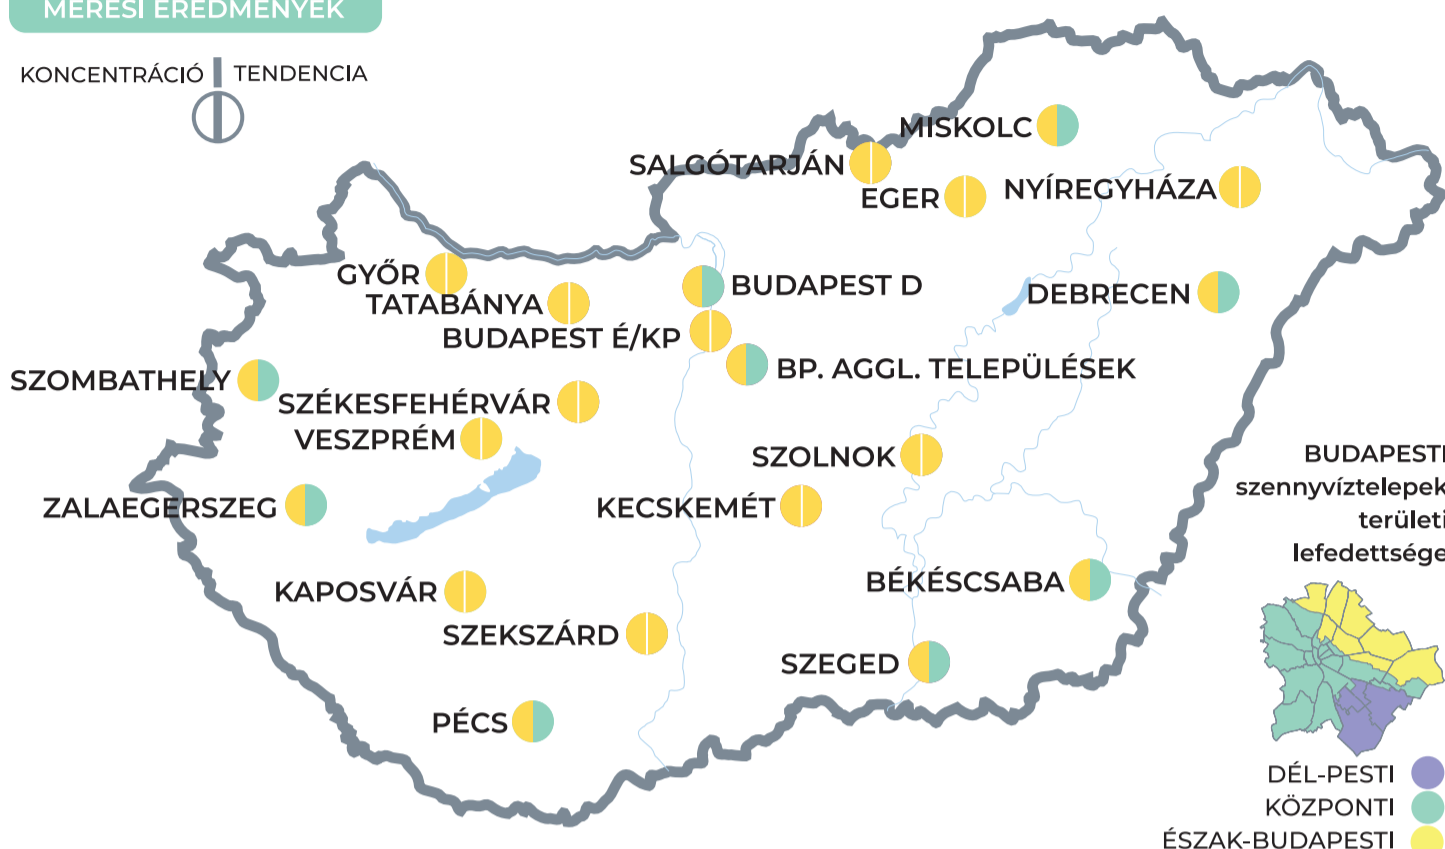 MÉRÉSI EREDMÉNYEK
KONCENTRÁCIÓ
TENDENCIA
MISKOLC
SALGÓTARJÁN
EGER
NYÍREGYHÁZA
GYŐR
TATABÁNYA
BUDAPEST D
DEBRECEN
BUDAPEST É/KP
BP. AGGL. TELEPÜLÉSEK
SZOMBATHELY
SZÉKESFEHÉRVÁR
VESZPRÉM
SZOLNOK
ZALAEGERSZEG
KECSKEMÉT
BUDAPESTI
szennyvíztelepek
területi
lefedettsége
KAPOSVÁR
BÉKÉSCSABA
SZEKSZÁRD
SZEGED
PÉCS
DÉL-PESTI
KÖZPONTI
ÉSZAK-BUDAPESTI